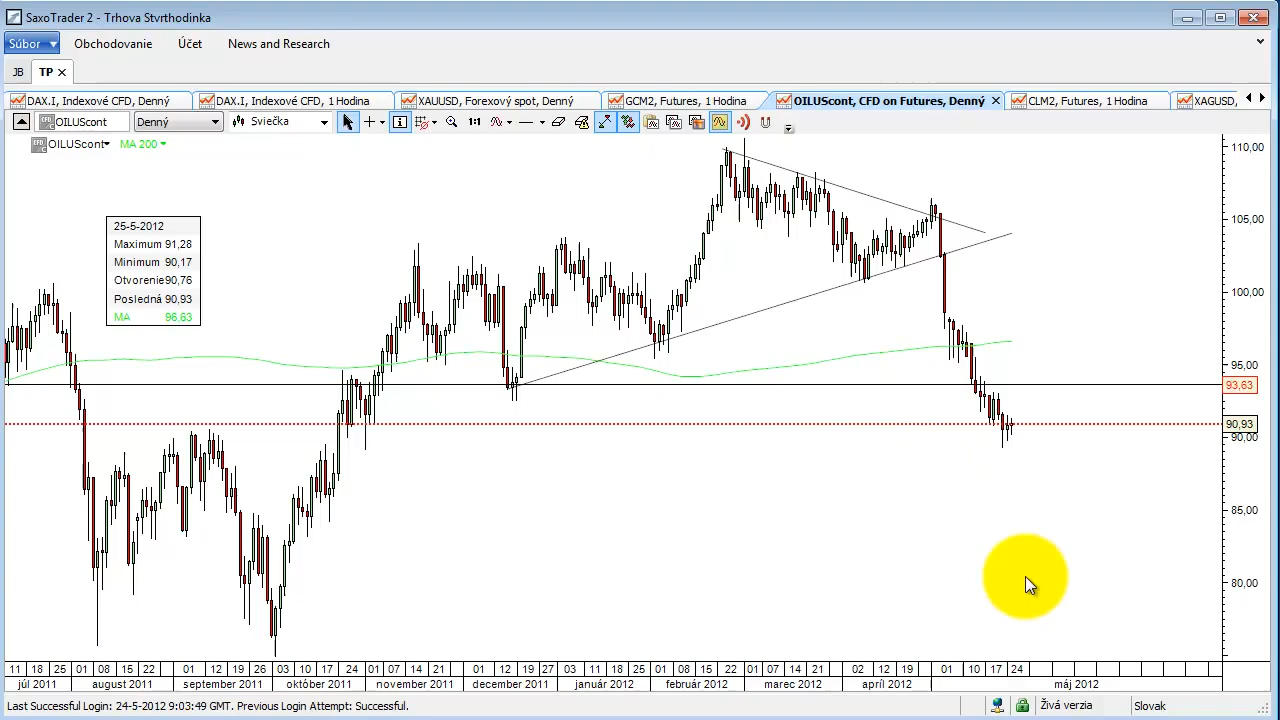 SaxoTrader 2 - Trhova Stvrthodinka
Súbor Obchodovanie Účet News and Research
JB TP
DAX.I, Indexové CFD, Denný DAX.I, Indexové CFD, 1 Hodina XAUUSD, Forexový spot, Denný GCM2, Futures, 1 Hodina OILUScont, CFD on Futures, Denný CLM2, Futures, 1 Hodina XAGUSD,
OILUScont Denný Sviečka 1:1
OILUScont MA 200
110,00
25-5-2012
Maximum 91,28
Minimum 90,17
Otvorenie 90,76
Posledná 90,93
MA 96,63
105,00
100,00
95,00
93,63
90,93
90,00
85,00
80,00
11 18 25 01 08 15 22 01 12 19 26 03 10 17 24 01 07 14 21 01 12 19 27 03 11 18 25 01 08 15 22 01 07 14 21 02 12 19 01 10 17 24
júl 2011 august 2011 september 2011 október 2011 november 2011 december 2011 január 2012 február 2012 marec 2012 apríl 2012 máj 2012
Last Successful Login: 24-5-2012 9:03:49 GMT. Previous Login Attempt: Successful. Živá verzia Slovak